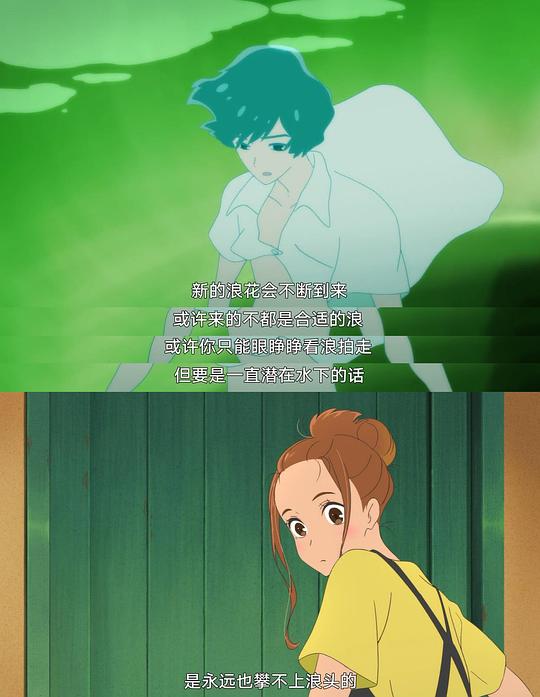 新的浪花会不断到来
或许来的不都是合适的浪
或许你只能眼睁睁看浪拍走
但要是一直潜在水下的话
是永远也攀不上浪头的